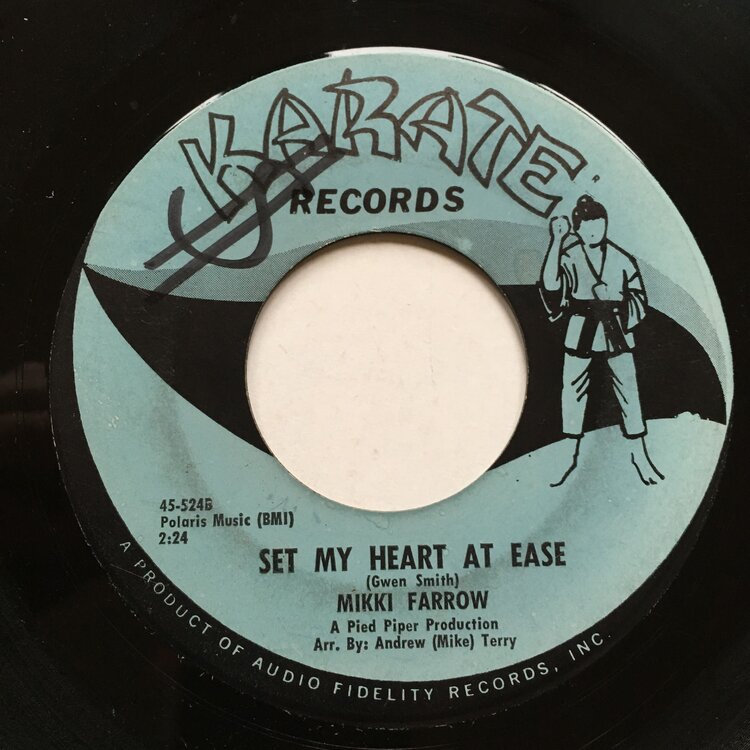 KARATE
RECORDS
45-524B
Polaris Music (BMI)
2:24
SET MY HEART AT EASE
(Gwen Smith)
MIKKI FARROW
A Pied Piper Production
Arr. By: Andrew (Mike) Terry
A PRODUCT OF AUDIO FIDELITY RECORDS, INC.